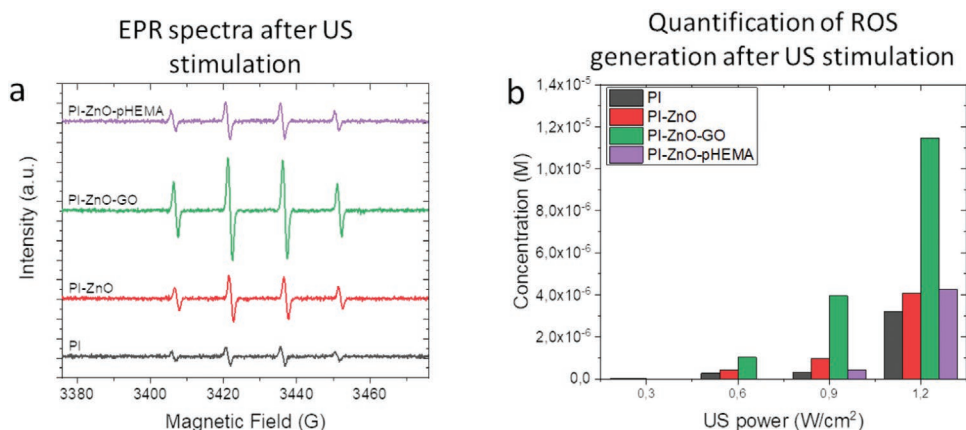 EPR spectra after US
stimulation
a
PI-ZnO-pHEMA
PI-ZnO-GO
PI-ZnO
PI
Intensity (a.u.)
3380 3400 3420 3440 3460
Magnetic Field (G)
Quantification of ROS
generation after US stimulation
b
PI
PI-ZnO
PI-ZnO-GO
PI-ZnO-pHEMA
1,4x10⁻⁵
1,2x10⁻⁵
1,0x10⁻⁵
8,0x10⁻⁶
6,0x10⁻⁶
4,0x10⁻⁶
2,0x10⁻⁶
0,0
Concentration (M)
0,3 0,6 0,9 1,2
US power (W/cm²)